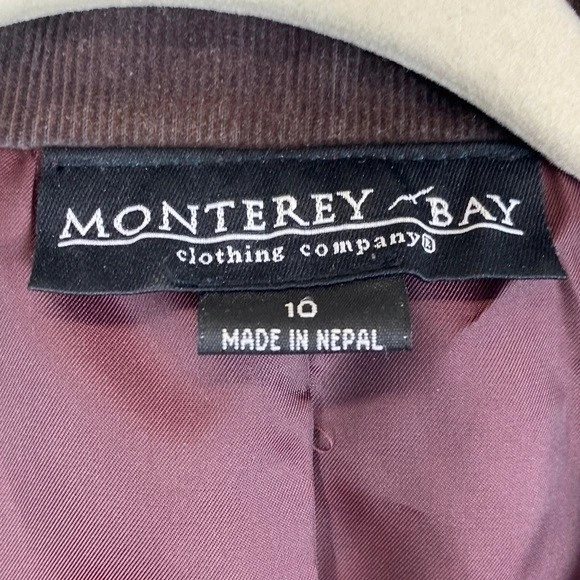 MONTEREY BAY
clothing company®
10
MADE IN NEPAL